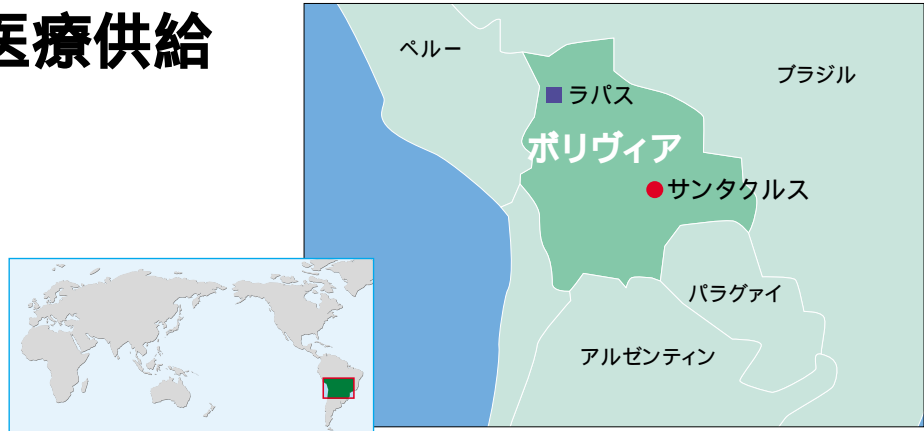 医療供給
ペルー
ブラジル
ラパス
ボリヴィア
サンタクルス
パラグァイ
アルゼンティン